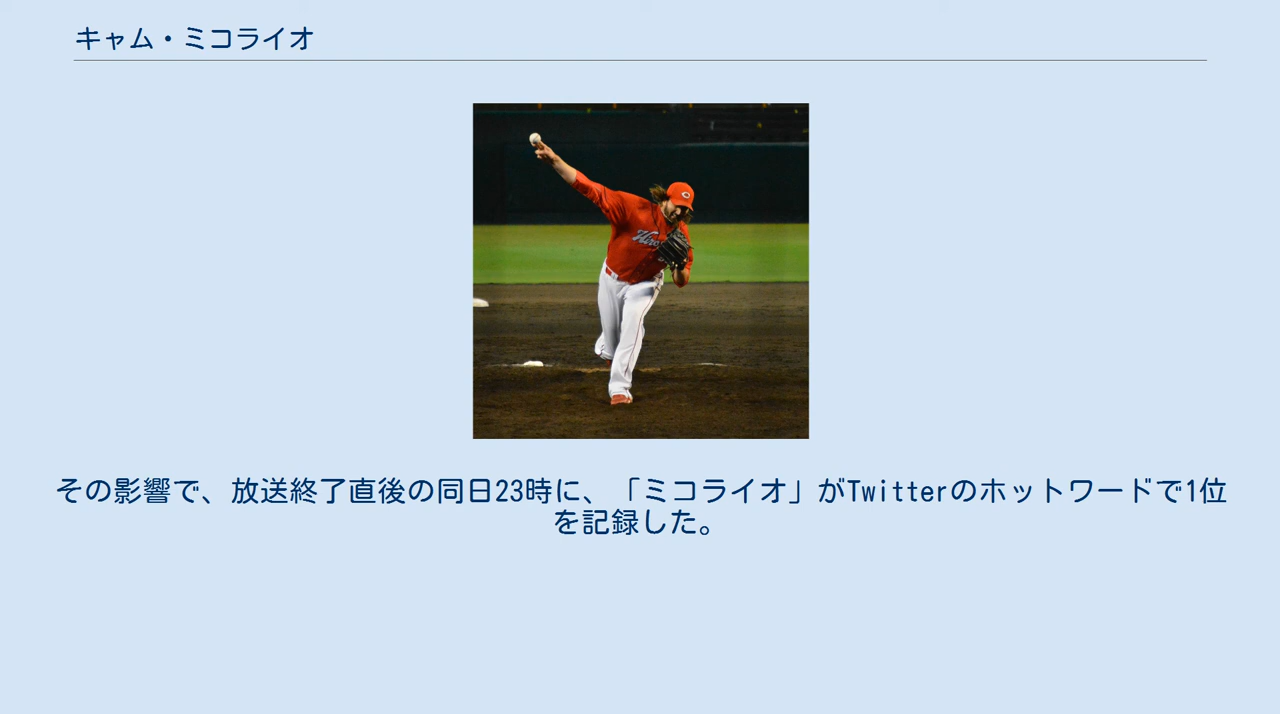 キャム・ミコライオ
その影響で、放送終了直後の同日23時に、「ミコライオ」がTwitterのホットワードで1位
を記録した。